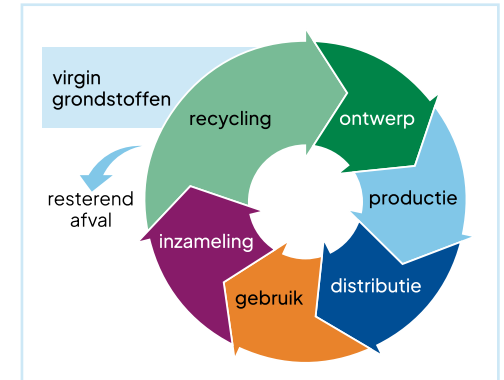 virgin
grondstoffen
recycling
ontwerp
resterend
afval
productie
inzameling
distributie
gebruik